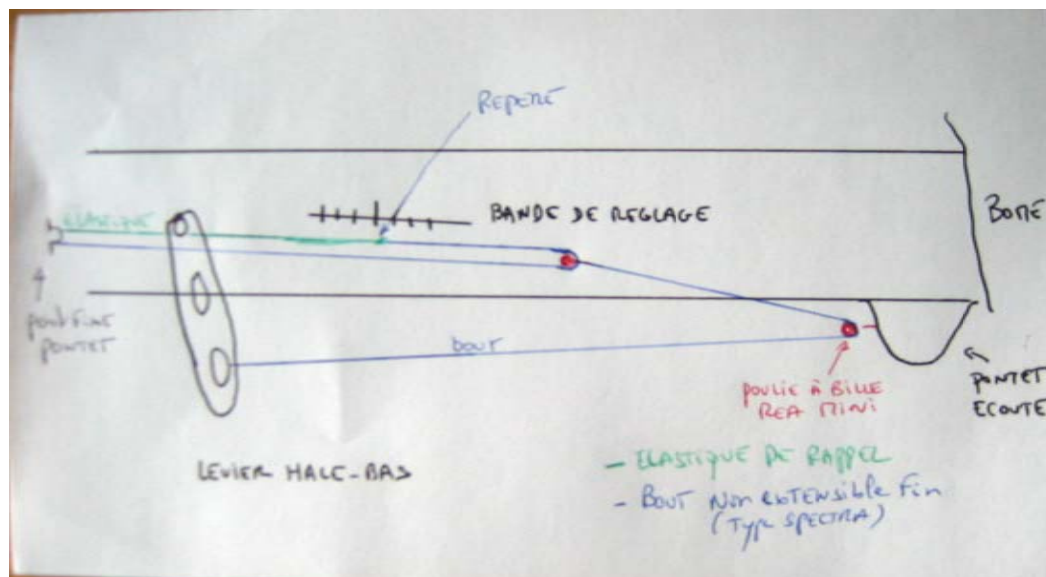 REPERE
BANDE DE REGLAGE
BOME
ELASTIQUE
point fixe
PONTET
bout
POULIE À BILLE
REA MINI
PONTET
ECOUTE
LEVIER HALE-BAS
- ELASTIQUE DE RAPPEL
- BOUT NON EXTENSIBLE FIN
(TYPE SPECTRA)